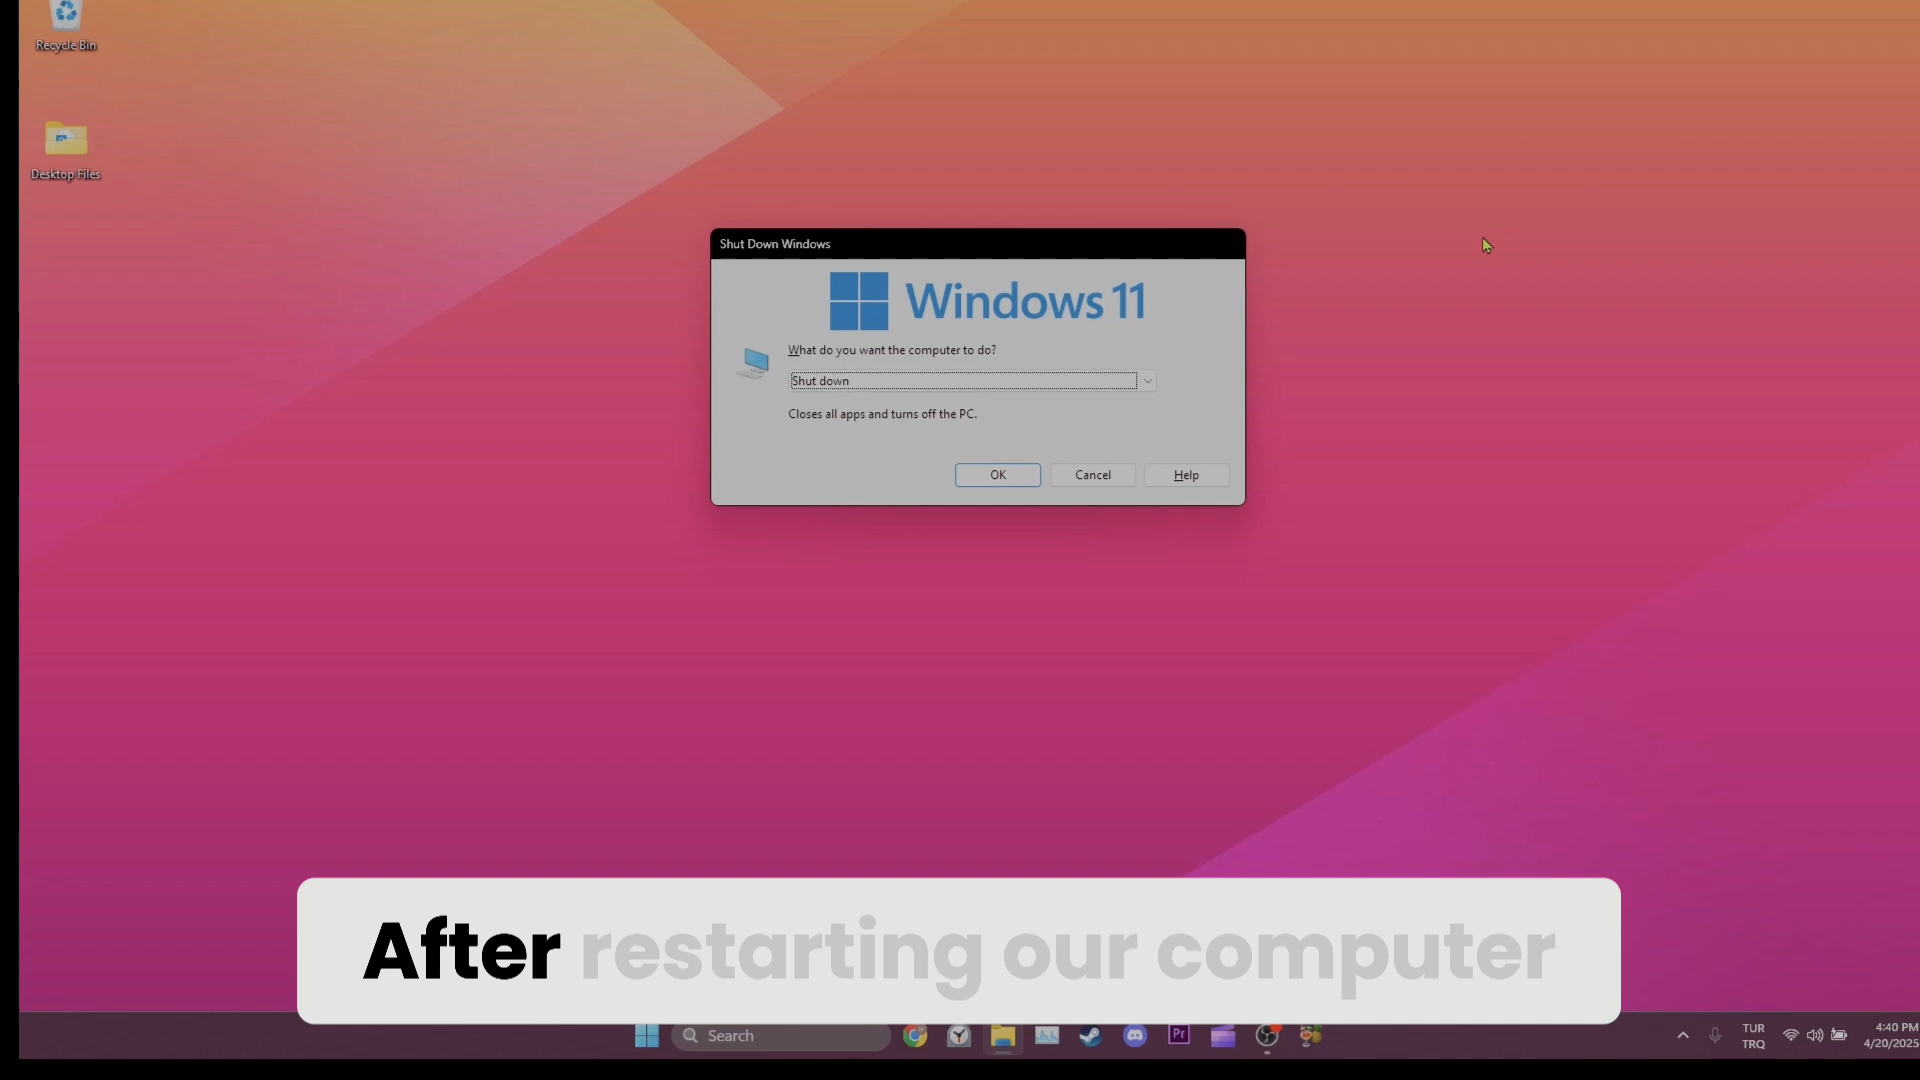 Recycle Bin
Desktop Files
Shut Down Windows
Windows 11
What do you want the computer to do?
Shut down
Closes all apps and turns off the PC.
OK
Cancel
Help
After restarting our computer
Search
Pr
TUR
TRQ
4:40 PM
4/20/2025